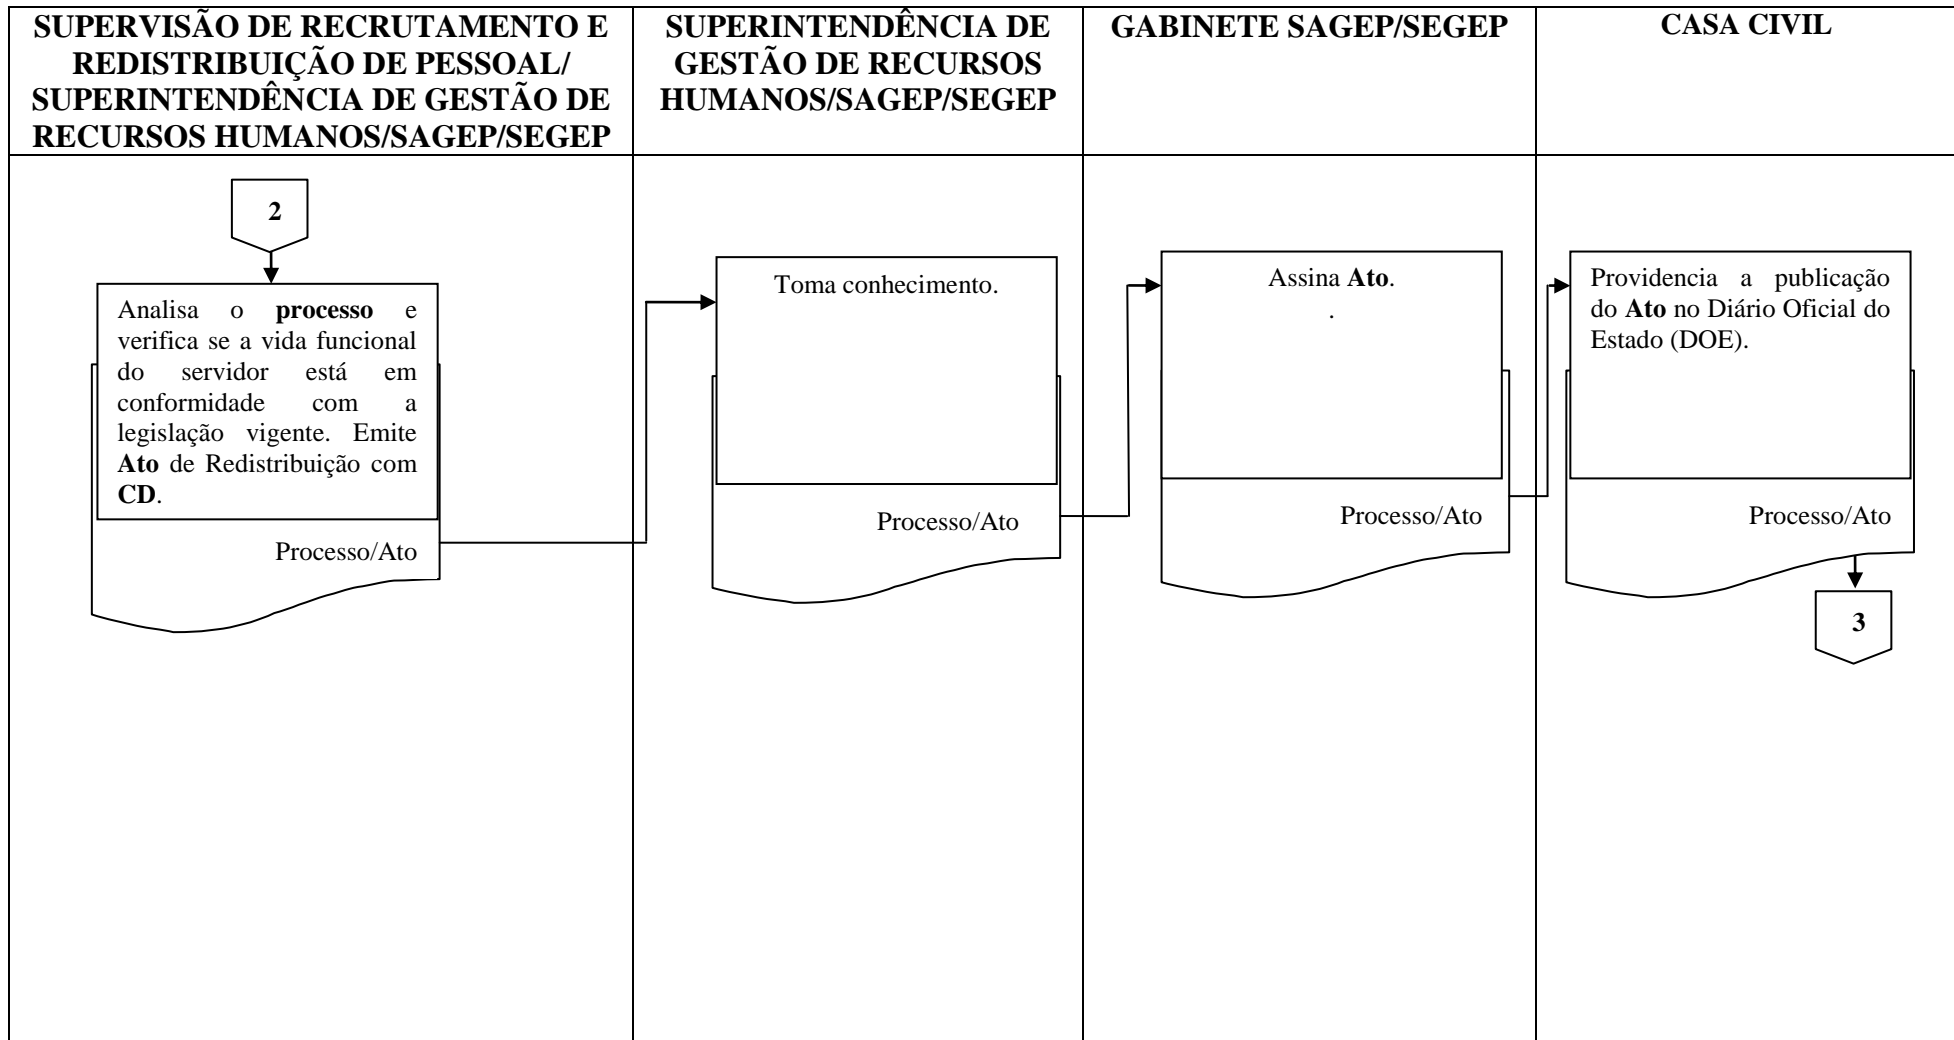 SUPERVISÃO DE RECRUTAMENTO E
REDISTRIBUIÇÃO DE PESSOAL/
SUPERINTENDÊNCIA DE GESTÃO DE
RECURSOS HUMANOS/SAGEP/SEGEP
SUPERINTENDÊNCIA DE
GESTÃO DE RECURSOS
HUMANOS/SAGEP/SEGEP
GABINETE SAGEP/SEGEP
CASA CIVIL
2
Analisa o processo e
verifica se a vida funcional
do servidor está em
conformidade com a
legislação vigente. Emite
Ato de Redistribuição com
CD.
Processo/Ato
Toma conhecimento.
Processo/Ato
Assina Ato.
.
Processo/Ato
Providencia a publicação
do Ato no Diário Oficial do
Estado (DOE).
Processo/Ato
3